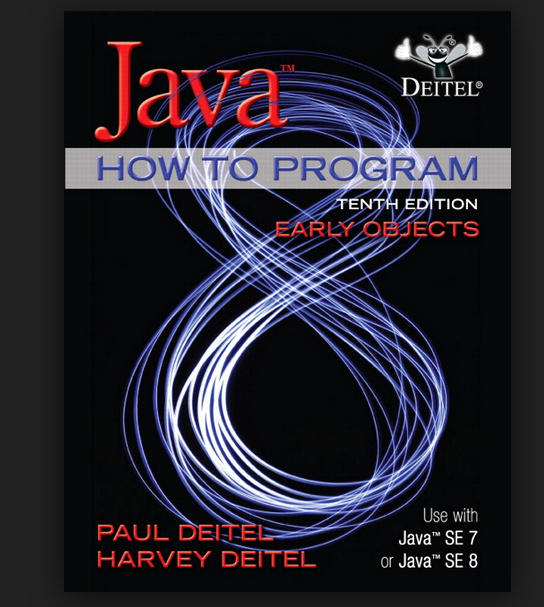 Java™
DEITEL®
HOW TO PROGRAM
TENTH EDITION
EARLY OBJECTS
8
PAUL DEITEL
HARVEY DEITEL
Use with
Java™ SE 7
or Java™ SE 8